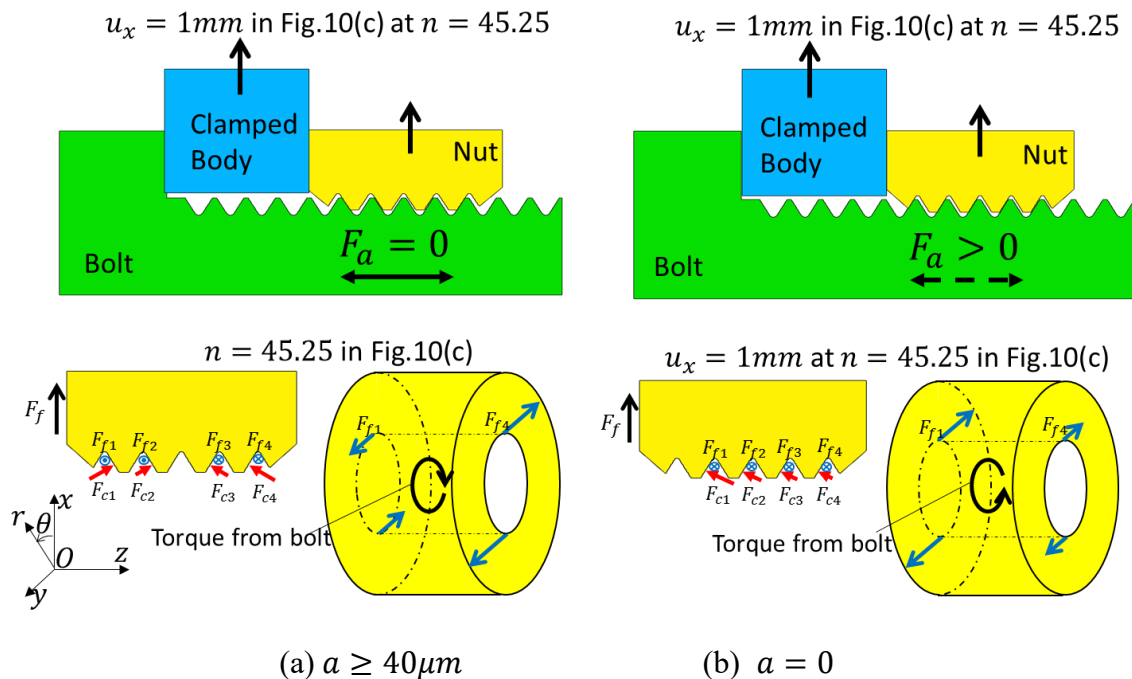 u_x = 1mm in Fig.10(c) at n = 45.25
Clamped
Body
Nut
F_a = 0
Bolt
n = 45.25 in Fig.10(c)
F_f
F_f1 F_f2 F_f3 F_f4
F_c1 F_c2 F_c3 F_c4
F_f1
F_f4
x
r
θ
O
z
y
Torque from bolt
(a) a ≥ 40μm
u_x = 1mm in Fig.10(c) at n = 45.25
Clamped
Body
Nut
F_a > 0
Bolt
u_x = 1mm at n = 45.25 in Fig.10(c)
F_f
F_f1 F_f2 F_f3 F_f4
F_c1 F_c2 F_c3 F_c4
F_f1
F_f4
Torque from bolt
(b) a = 0